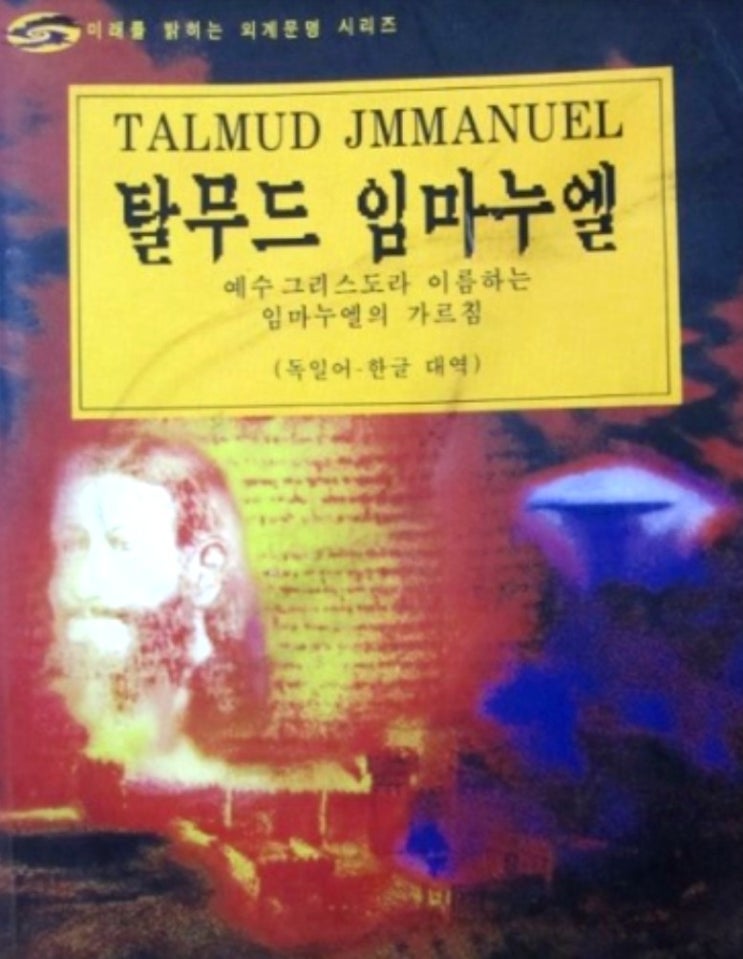 미래를 밝히는 외계문명 시리즈
TALMUD JMMANUEL
탈무드 임마누엘
예수 그리스도라 이름하는
임마누엘의 가르침
(독일어-한글 대역)